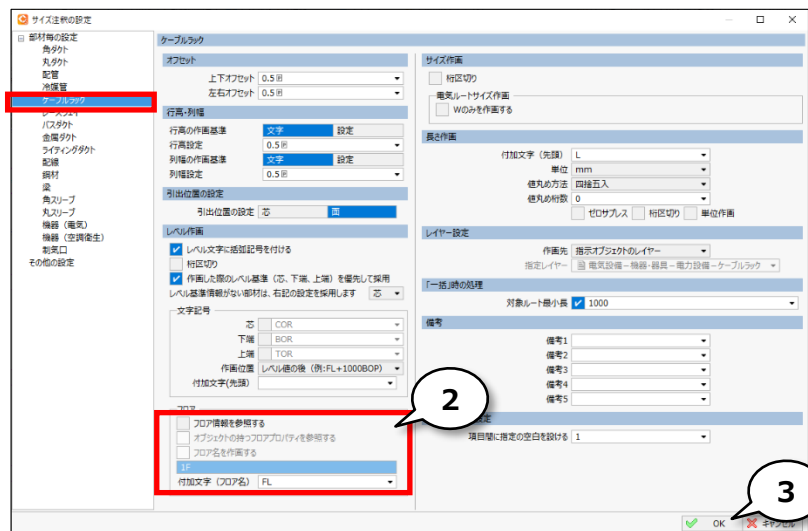 サイズ注釈の設定
部材毎の設定
角ダクト
丸ダクト
配管
冷媒管
ケーブルラック
レースウェイ
バスダクト
金属ダクト
ライティングダクト
配線
鋼材
梁
角スリーブ
丸スリーブ
機器（電気）
機器（空調衛生）
制気口
その他の設定
ケーブルラック
オフセット
上下オフセット 0.5
左右オフセット 0.5
行高・列幅
行高の作画基準 文字 設定
行高設定 0.5
列幅の作画基準 文字 設定
列幅設定 0.5
引出位置の設定
引出位置の設定 芯 面
レベル作画
レベル文字に括弧記号を付ける
桁区切り
作画した際のレベル基準（芯、下端、上端）を優先して採用
レベル基準情報がない部材は、右記の設定を採用します 芯
文字記号
芯 COR
下端 BOR
上端 TOR
作画位置 レベル値の後（例:FL+1000BOP）
付加文字(先頭)
フロア
フロア情報を参照する
オブジェクトの持つフロアプロパティを参照する
フロア名を作画する
1F
付加文字（フロア名） FL
サイズ作画
桁区切り
電気ルートサイズ作画
Wのみを作画する
長さ作画
付加文字（先頭） L
単位 mm
値丸め方法 四捨五入
値丸め桁数 0
ゼロサプレス 桁区切り 単位作画
レイヤー設定
作画先 指示オブジェクトのレイヤー
指定レイヤー 電気設備－機器・器具－電力設備－ケーブルラック
「一括」時の処理
対象ルート最小長 1000
備考
備考1
備考2
備考3
備考4
備考5
設定
項目間に指定の空白を設ける 1
2
3
OK キャンセル